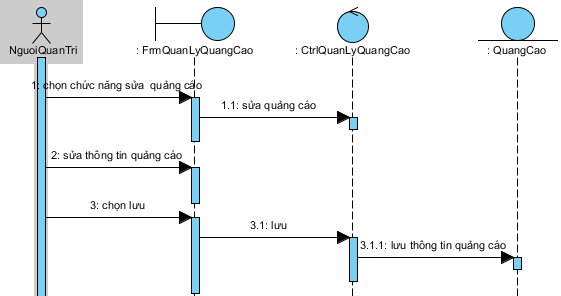 NguoiQuanTri
: FrmQuanLyQuangCao
: CtrlQuanLyQuangCao
: QuangCao
1: chọn chức năng sửa quảng cáo
1.1: sửa quảng cáo
2: sửa thông tin quảng cáo
3: chọn lưu
3.1: lưu
3.1.1: lưu thông tin quảng cáo